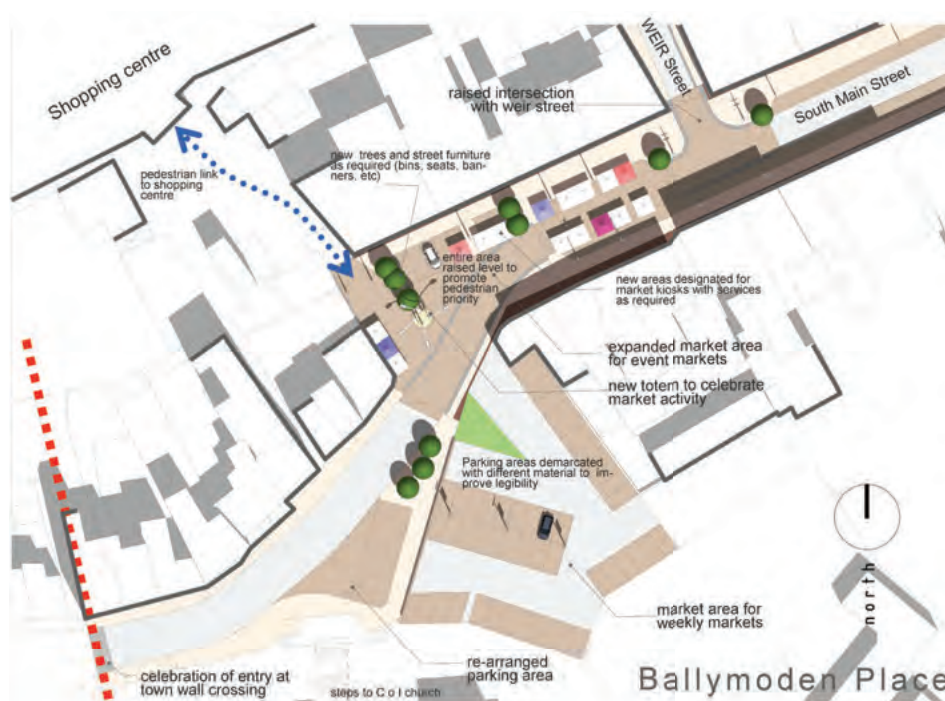 Shopping centre
WEIR Street
South Main Street
raised intersection
with weir street
new trees and street furniture
as required (bins, seats, ban-
ners, etc)
pedestrian link
to shopping
centre
entire area
raised level to
promote
pedestrian
priority
new areas designated for
market kiosks with services
as required
expanded market area
for event markets
new totem to celebrate
market activity
Parking areas demarcated
with different material to im-
prove legibility
north
market area for
weekly markets
re-arranged
parking area
celebration of entry at
town wall crossing
steps to C o I church
Ballymoden Place